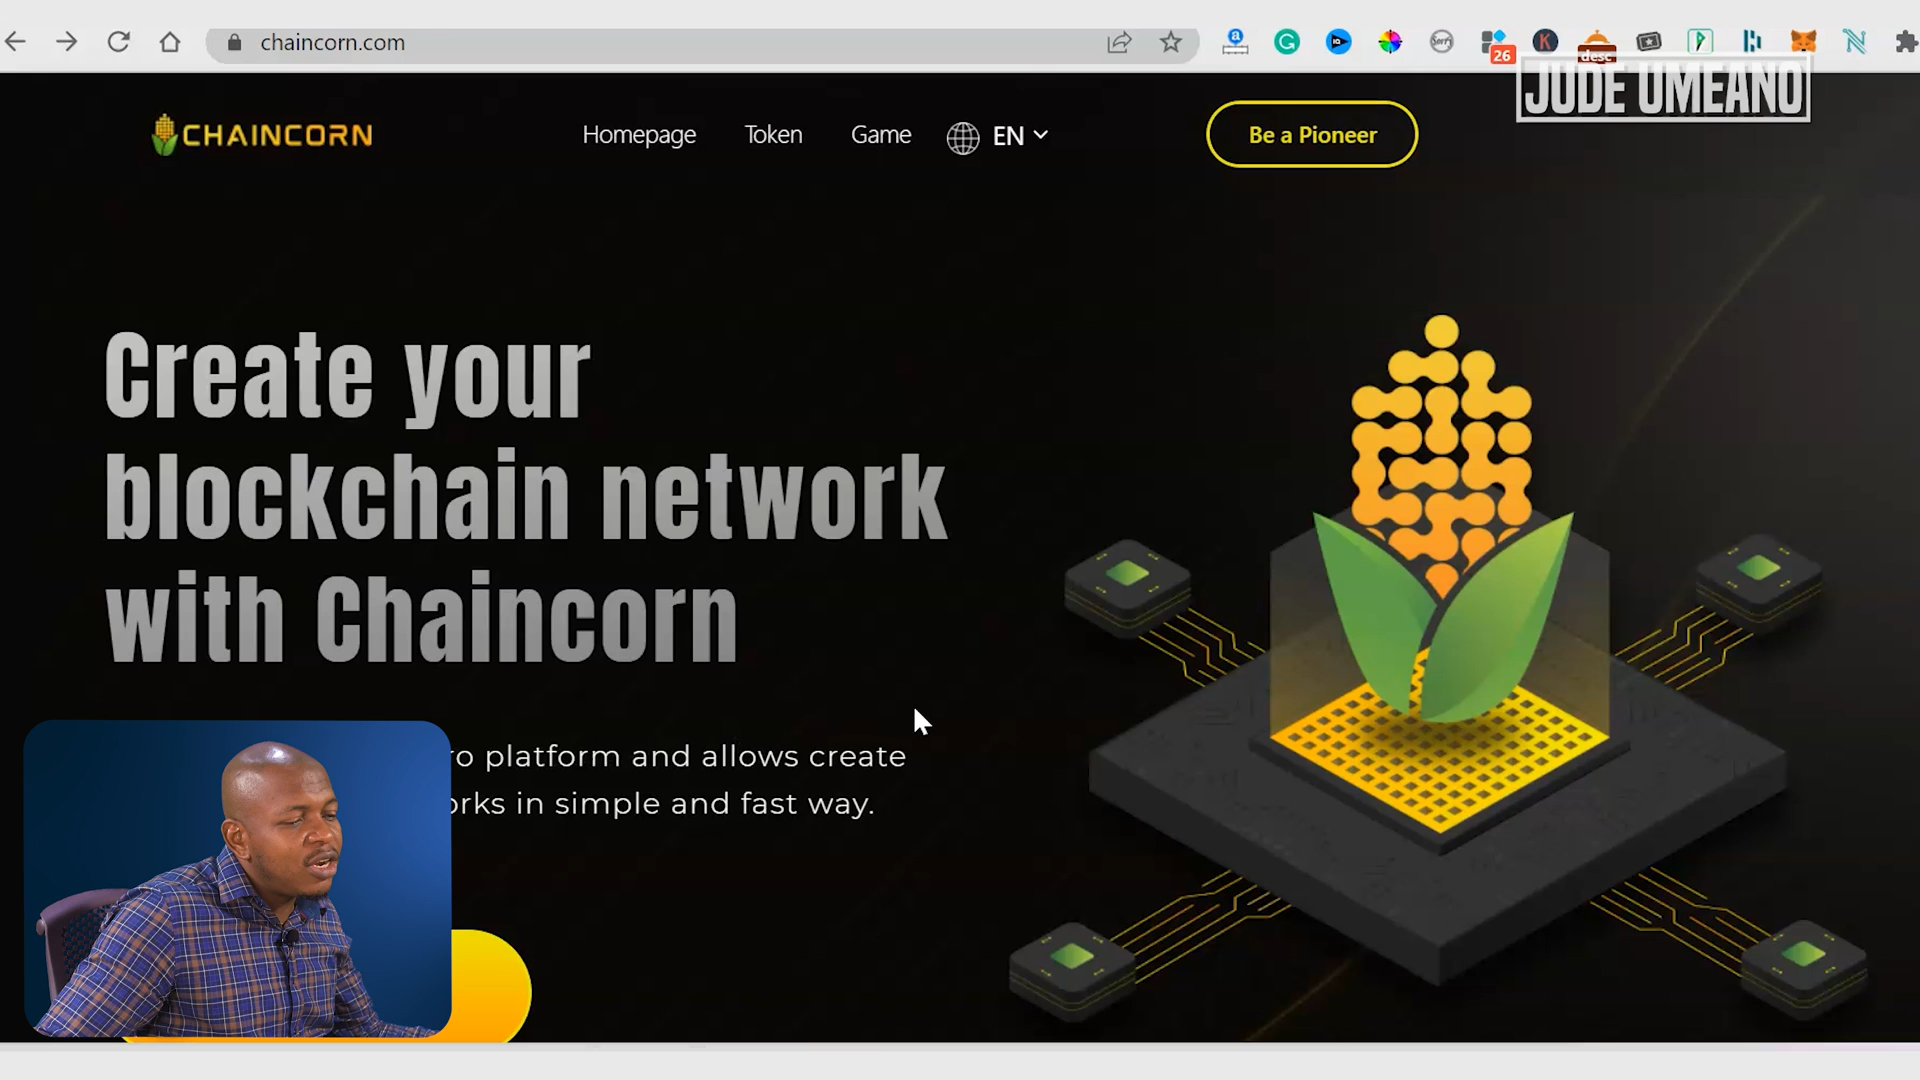 chaincorn.com
26
desc
JUDE UMEANO
CHAINCORN
Homepage
Token
Game
EN
Be a Pioneer
Create your
blockchain network
with Chaincorn
platform and allows create
in simple and fast way.